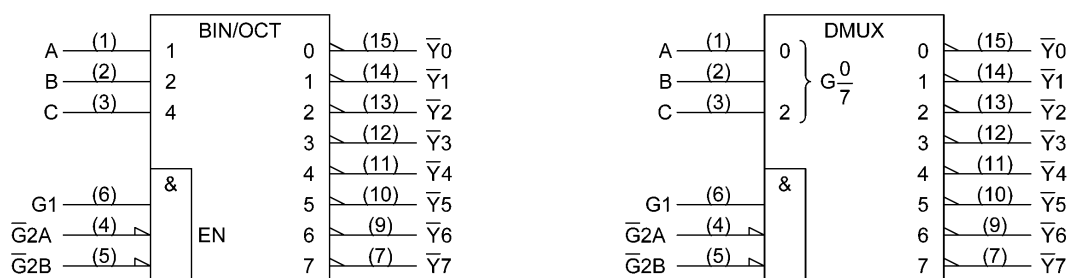 BIN/OCT
A (1) 1 0 (15) Y̅0
B (2) 2 1 (14) Y̅1
C (3) 4 2 (13) Y̅2
3 (12) Y̅3
4 (11) Y̅4
&
G1 (6) 5 (10) Y̅5
G̅2A (4) EN 6 (9) Y̅6
G̅2B (5) 7 (7) Y̅7
DMUX
A (1) 0 0 (15) Y̅0
B (2) G 0/7 1 (14) Y̅1
C (3) 2 2 (13) Y̅2
3 (12) Y̅3
4 (11) Y̅4
&
G1 (6) 5 (10) Y̅5
G̅2A (4) 6 (9) Y̅6
G̅2B (5) 7 (7) Y̅7